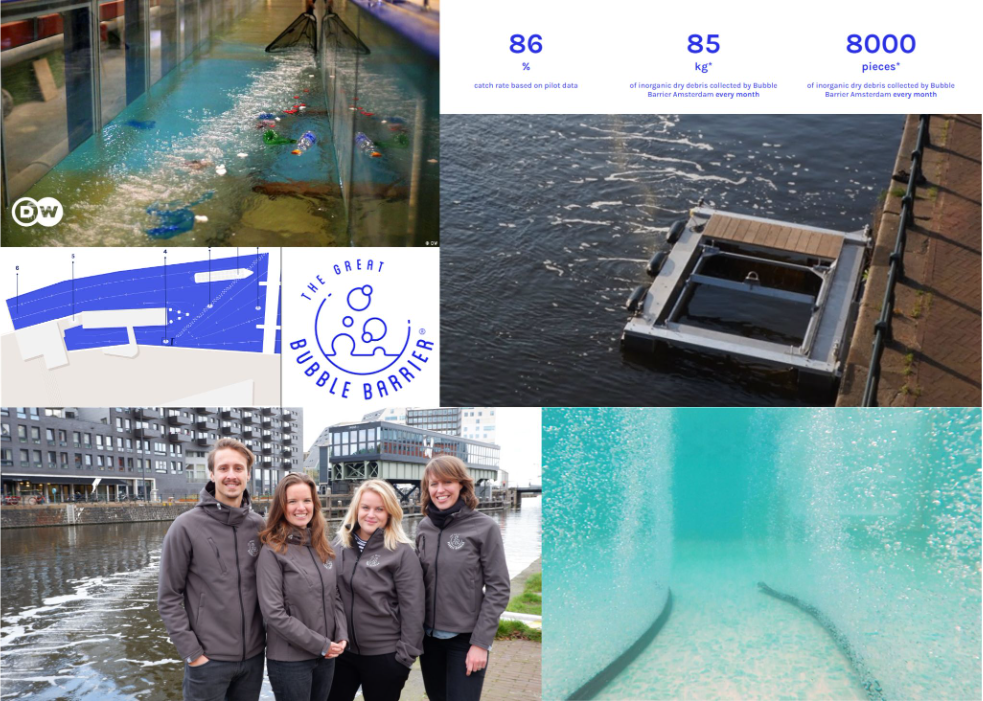 DW
© DW
86
%
catch rate based on pilot data
85
kg*
of inorganic dry debris collected by Bubble
Barrier Amsterdam every month
8000
pieces*
of inorganic dry debris collected by Bubble
Barrier Amsterdam every month
6
5
4
THE GREAT
BUBBLE BARRIER®